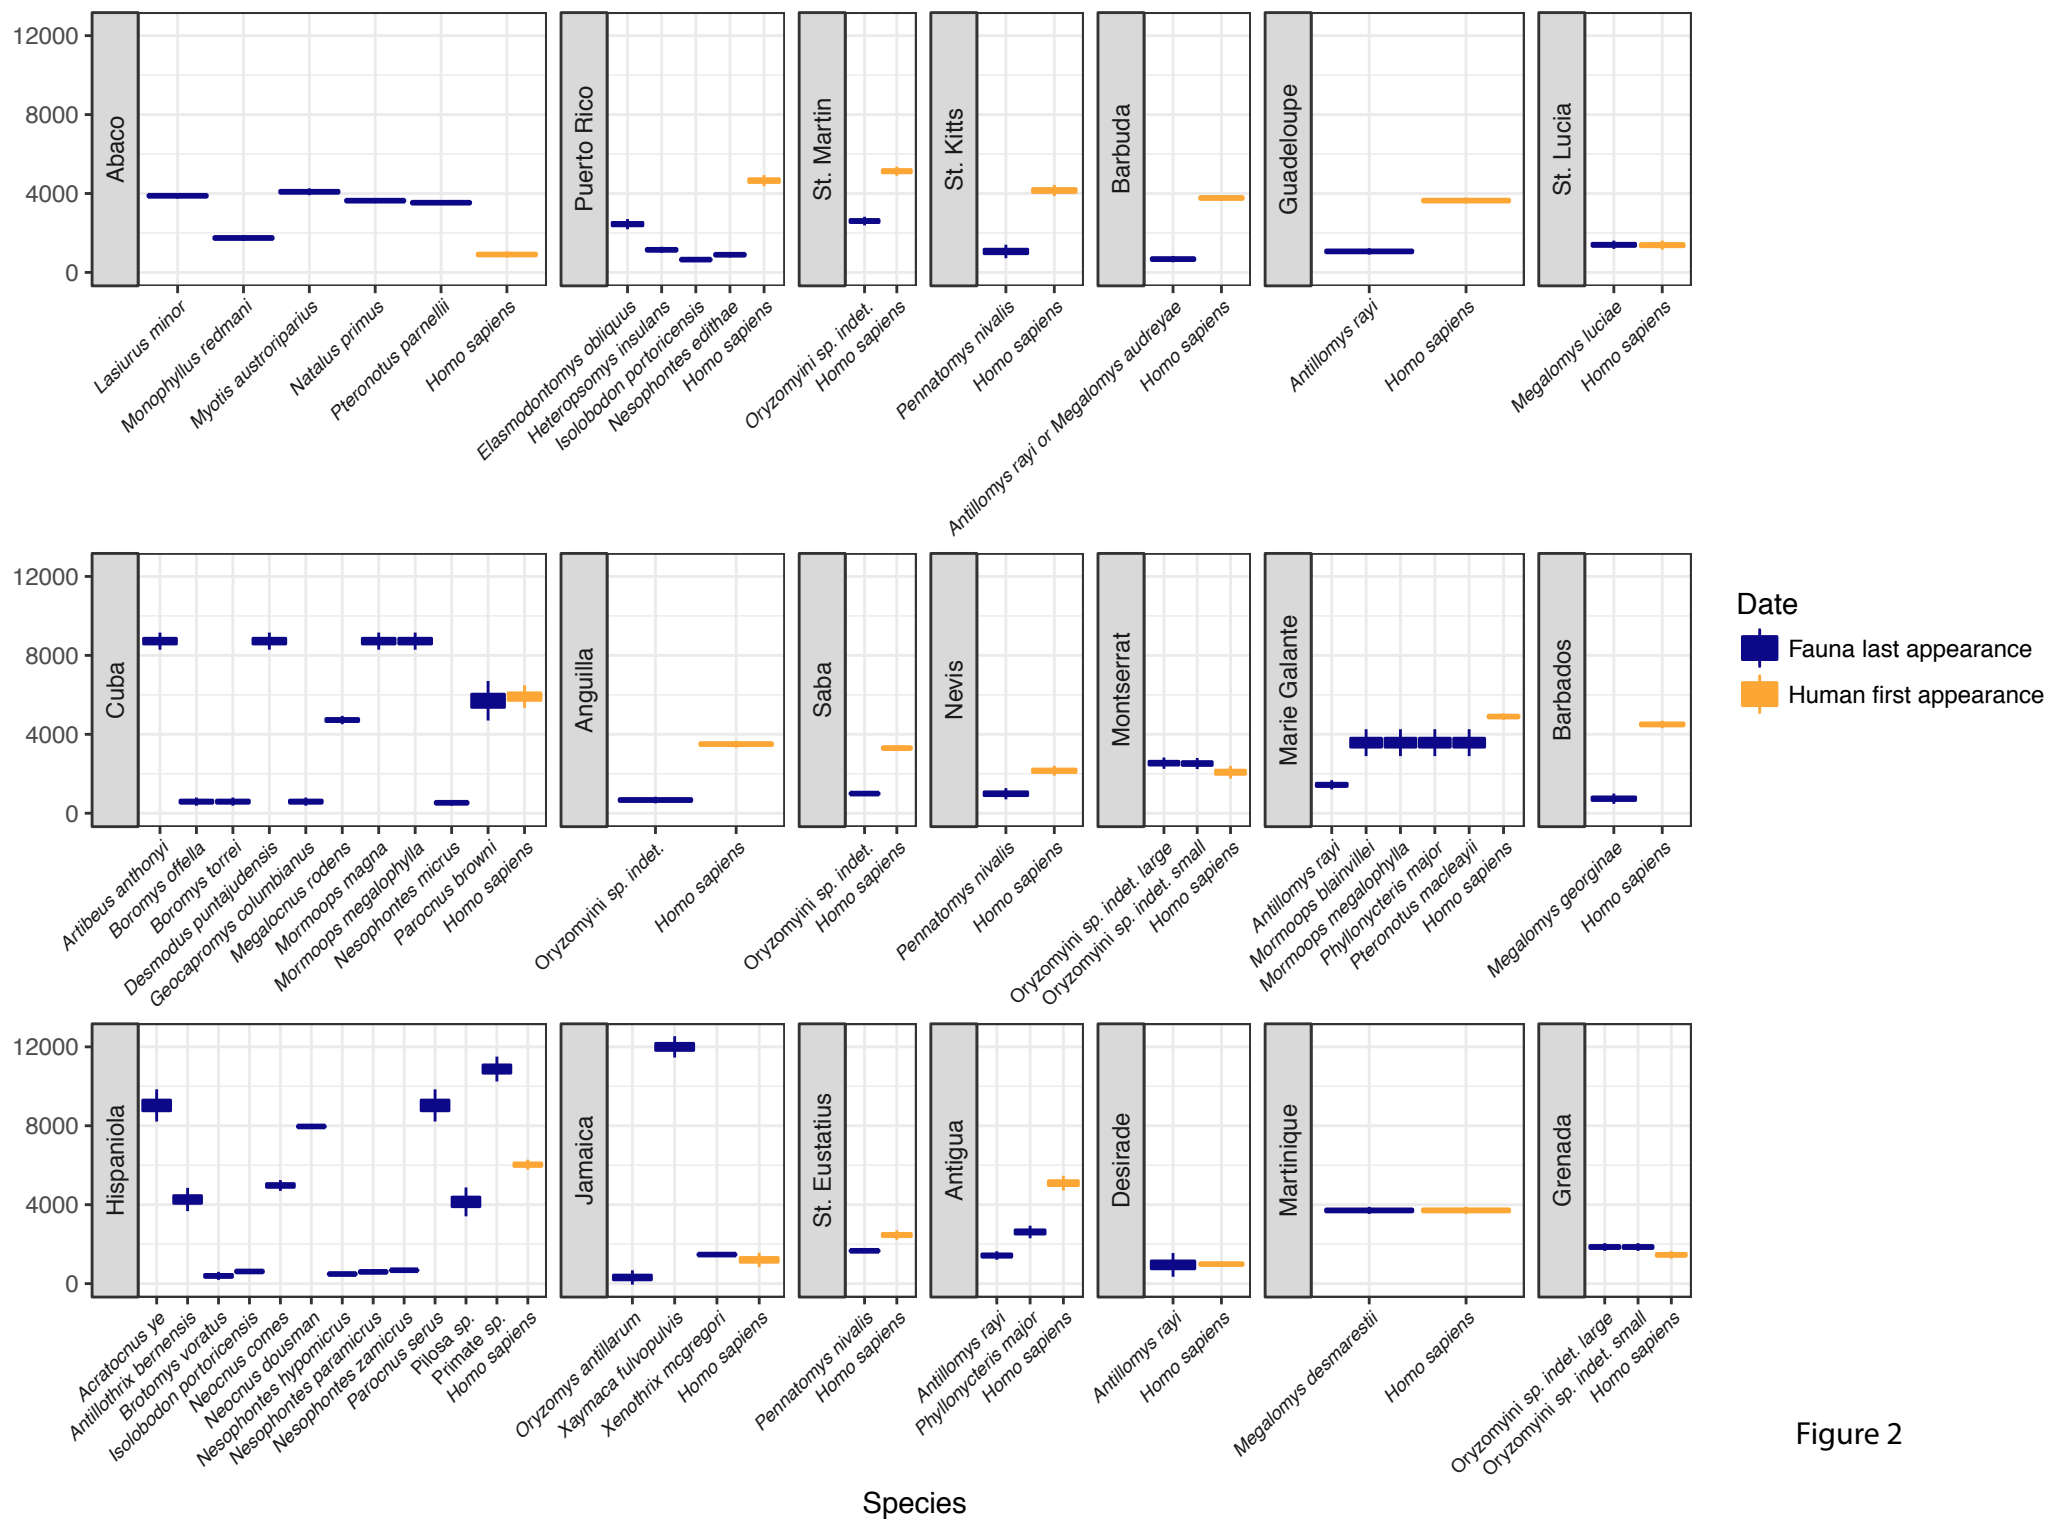 12000
8000
4000
0
Abaco
Lasiurus minor
Monophyllus redmani
Myotis austroriparius
Natalus primus
Pteronotus parnellii
Homo sapiens
Puerto Rico
Elasmodontomys obliquus
Heteropsomys insulans
Isolobodon portoricensis
Nesophontes edithae
Homo sapiens
St. Martin
Oryzomyini sp. indet.
Homo sapiens
St. Kitts
Pennatomys nivalis
Homo sapiens
Barbuda
Antillomys rayi or Megalomys audreyae
Homo sapiens
Guadeloupe
Antillomys rayi
Homo sapiens
St. Lucia
Megalomys luciae
Homo sapiens
12000
8000
4000
0
Cuba
Artibeus anthonyi
Boromys offella
Boromys torrei
Desmodus puntajudensis
Geocapromys columbianus
Megalocnus rodens
Mormoops magna
Mormoops megalophylla
Nesophontes micrus
Parocnus browni
Homo sapiens
Anguilla
Oryzomyini sp. indet.
Homo sapiens
Saba
Oryzomyini sp. indet.
Homo sapiens
Nevis
Pennatomys nivalis
Homo sapiens
Montserrat
Oryzomyini sp. indet. large
Oryzomyini sp. indet. small
Homo sapiens
Marie Galante
Antillomys rayi
Mormoops blainvillei
Mormoops megalophylla
Phyllonycteris major
Pteronotus macleayii
Homo sapiens
Barbados
Megalomys georginae
Homo sapiens
Date
Fauna last appearance
Human first appearance
12000
8000
4000
0
Hispaniola
Acratocnus ye
Antillothrix bernensis
Brotomys voratus
Isolobodon portoricensis
Neocnus comes
Neocnus dousman
Nesophontes hypomicrus
Nesophontes paramicrus
Nesophontes zamicrus
Parocnus serus
Pilosa sp.
Primate sp.
Homo sapiens
Jamaica
Oryzomys antillarum
Xaymaca fulvopulvis
Xenothrix mcgregori
Homo sapiens
St. Eustatius
Pennatomys nivalis
Homo sapiens
Antigua
Antillomys rayi
Phyllonycteris major
Homo sapiens
Desirade
Antillomys rayi
Homo sapiens
Martinique
Megalomys desmarestii
Homo sapiens
Grenada
Oryzomyini sp. indet. large
Oryzomyini sp. indet. small
Homo sapiens
Figure 2
Species